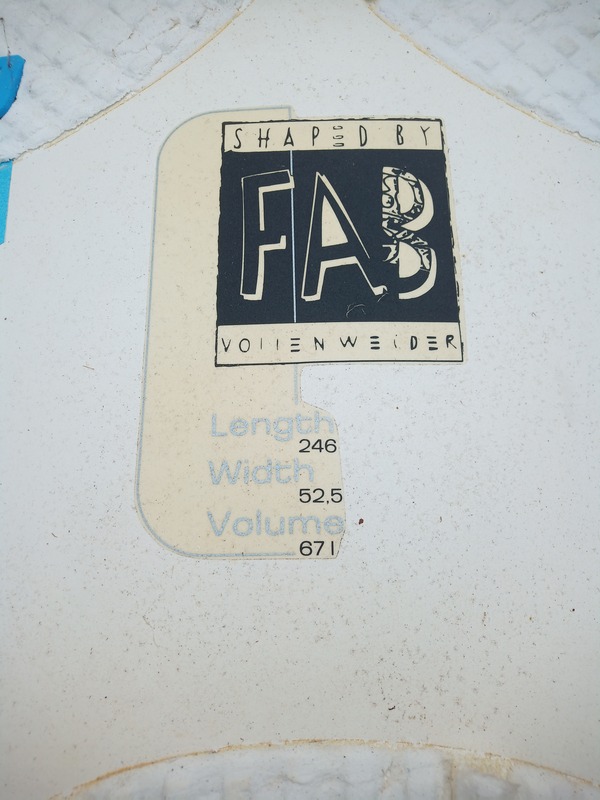 SHAPED BY
FAB
VOLLENWEIDER
Length
246
Width
52,5
Volume
67 l